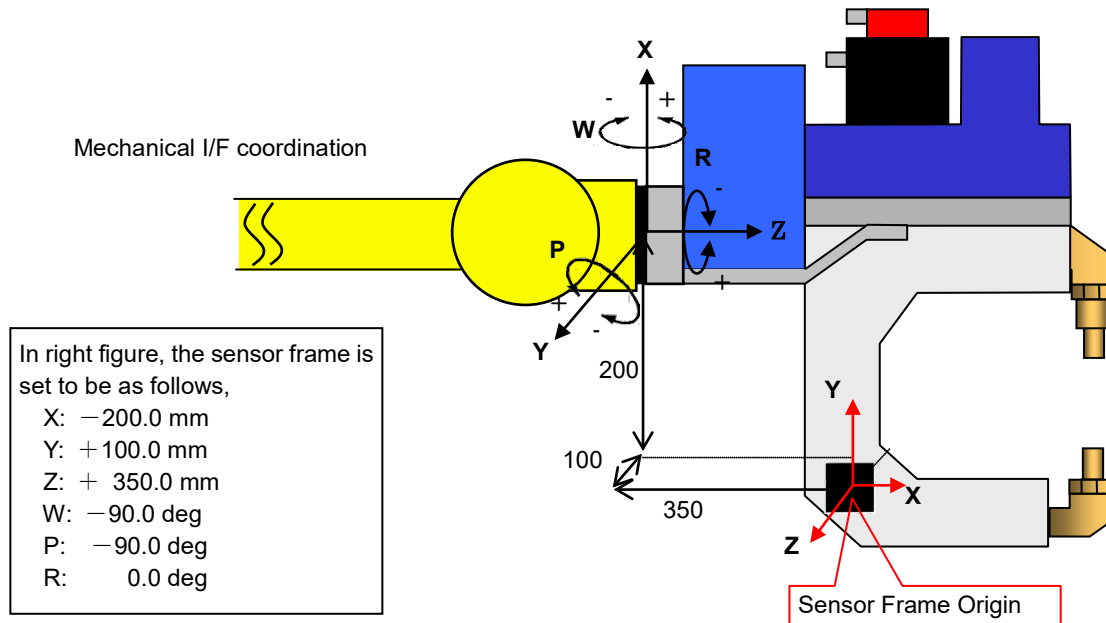 X
-
+
W
Mechanical I/F coordination
R
-
Z
P
+
+
-
Y
In right figure, the sensor frame is
set to be as follows,
X: －200.0 mm
Y: ＋100.0 mm
Z: ＋ 350.0 mm
W: －90.0 deg
P: －90.0 deg
R: 0.0 deg
200
Y
100
X
350
Z
Sensor Frame Origin